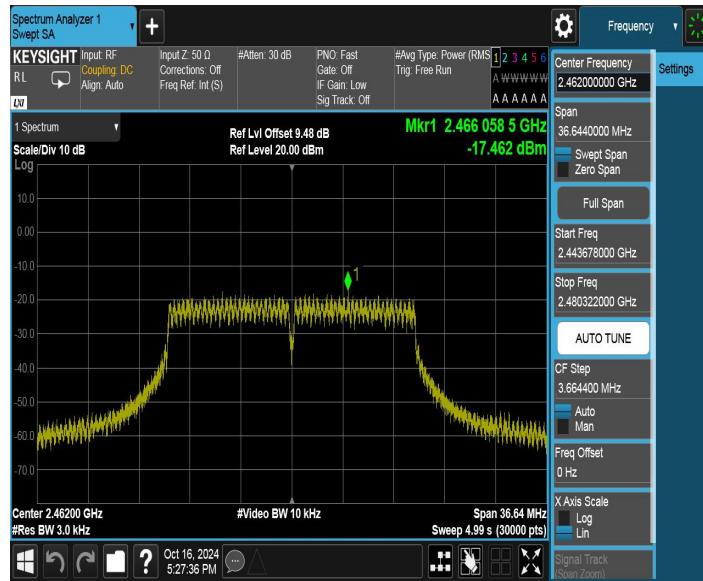 Spectrum Analyzer 1
Swept SA
+
Frequency
KEYSIGHT
RL
LXI
Input: RF
Coupling: DC
Align: Auto
Input Z: 50 Ω
Corrections: Off
Freq Ref: Int (S)
#Atten: 30 dB
PNO: Fast
Gate: Off
IF Gain: Low
Sig Track: Off
#Avg Type: Power (RMS
Trig: Free Run
1 2 3 4 5 6
A W W W W W
A A A A A A
1 Spectrum
Scale/Div 10 dB
Log
Ref Lvl Offset 9.48 dB
Ref Level 20.00 dBm
Mkr1 2.466 058 5 GHz
-17.462 dBm
10.0
0.00
-10.0
-20.0
-30.0
-40.0
-50.0
-60.0
-70.0
1
Center 2.46200 GHz
#Res BW 3.0 kHz
#Video BW 10 kHz
Span 36.64 MHz
Sweep 4.99 s (30000 pts)
Oct 16, 2024
5:27:36 PM
?
Center Frequency
2.462000000 GHz
Span
36.6440000 MHz
Swept Span
Zero Span
Full Span
Start Freq
2.443678000 GHz
Stop Freq
2.480322000 GHz
AUTO TUNE
CF Step
3.664400 MHz
Auto
Man
Freq Offset
0 Hz
X Axis Scale
Log
Lin
Signal Track
(Span Zoom)
Settings